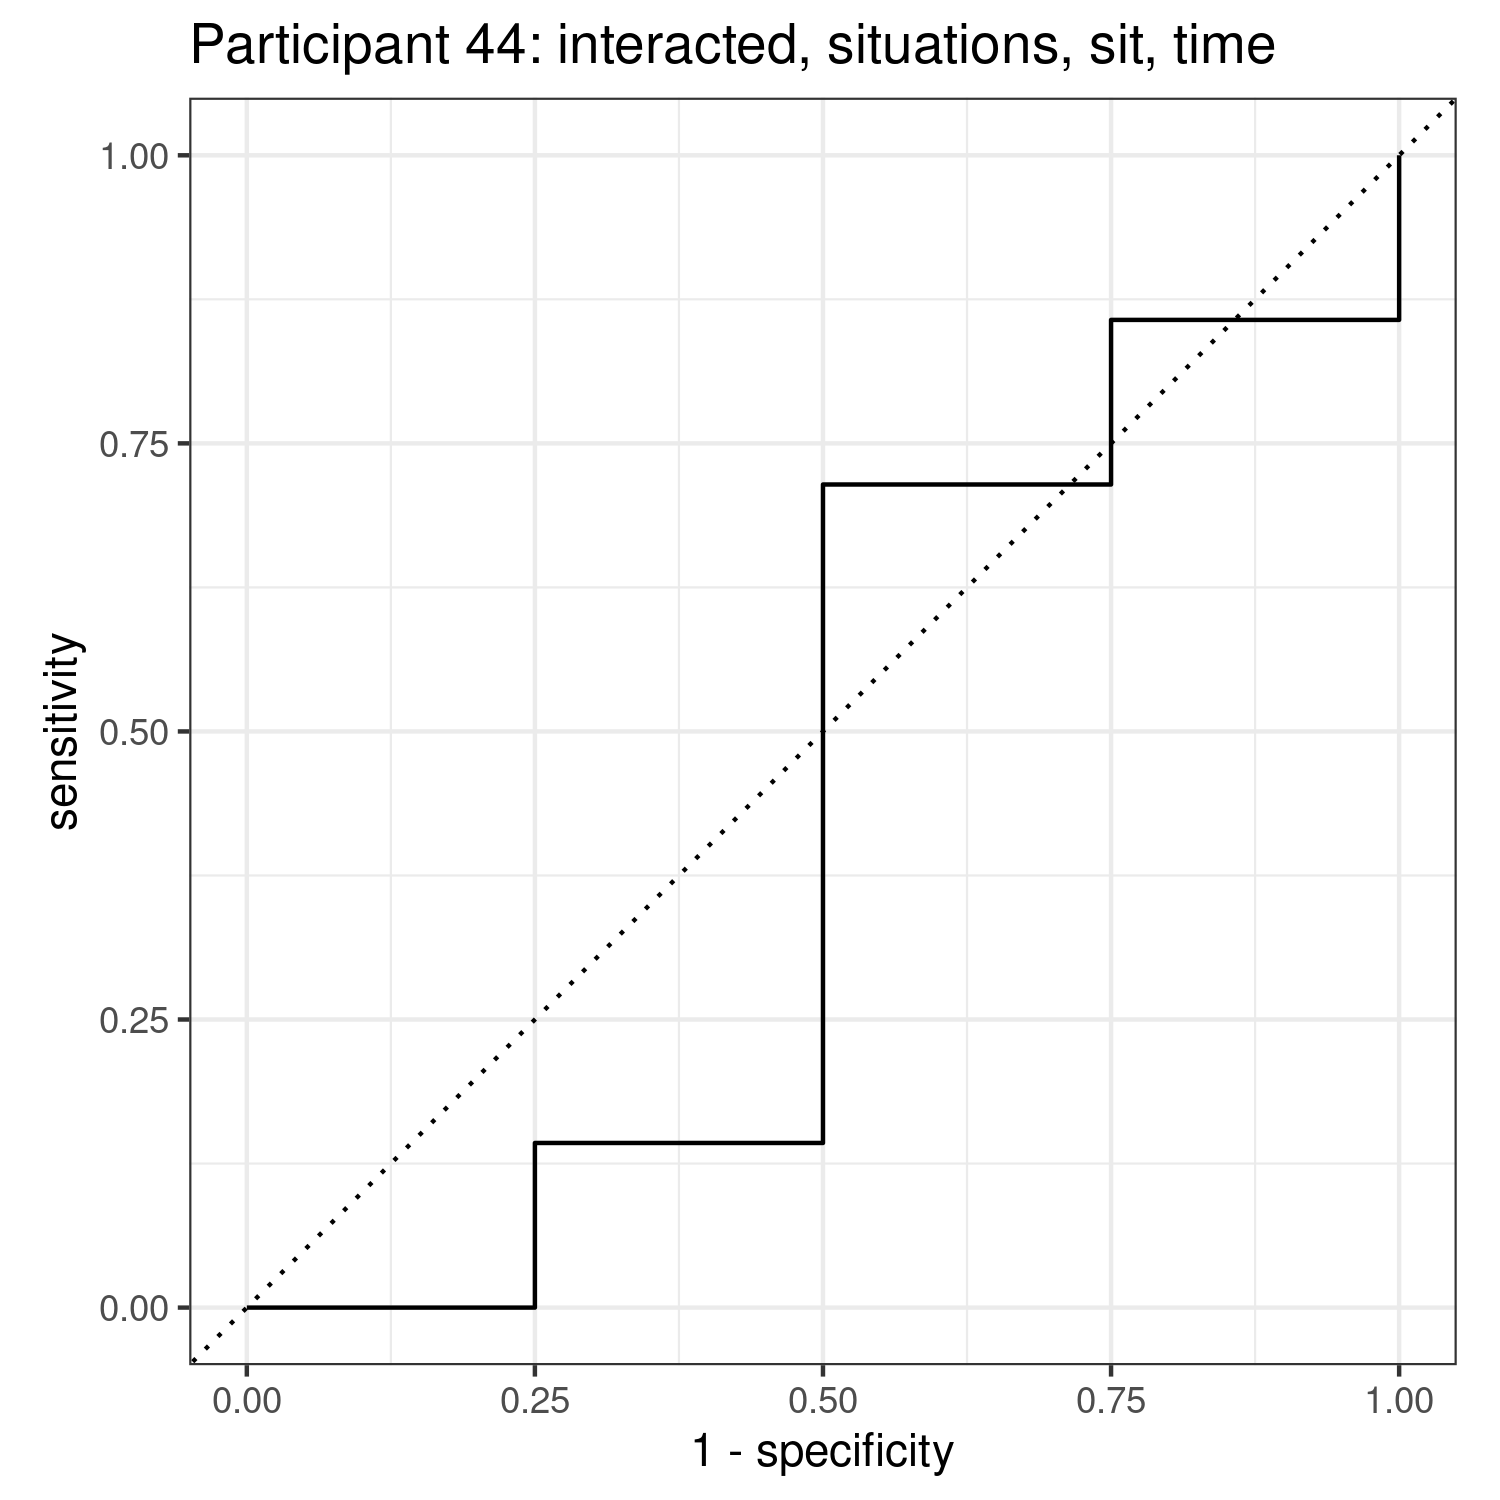 Participant 44: interacted, situations, sit, time
1.00
0.75
0.50
0.25
0.00
sensitivity
0.00 0.25 0.50 0.75 1.00
1 - specificity